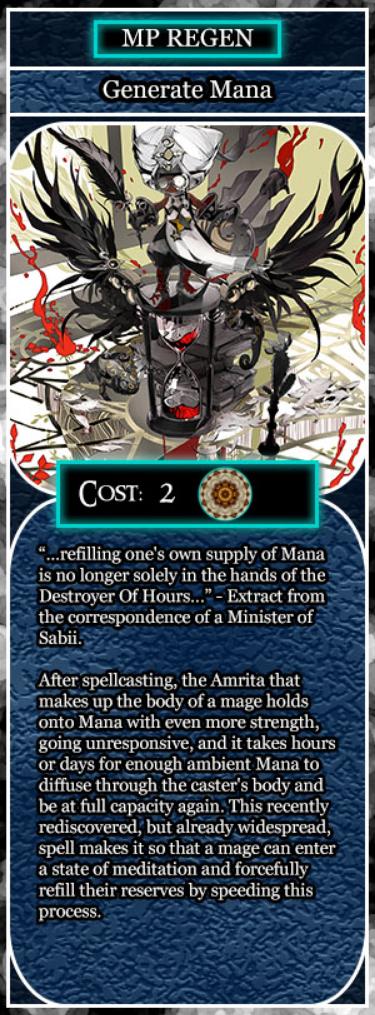 MP REGEN
Generate Mana
COST: 2
“...refilling one's own supply of Mana
is no longer solely in the hands of the
Destroyer Of Hours...” - Extract from
the correspondence of a Minister of
Sabii.
After spellcasting, the Amrita that
makes up the body of a mage holds
onto Mana with even more strength,
going unresponsive, and it takes hours
or days for enough ambient Mana to
diffuse through the caster's body and
be at full capacity again. This recently
rediscovered, but already widespread,
spell makes it so that a mage can enter
a state of meditation and forcefully
refill their reserves by speeding this
process.